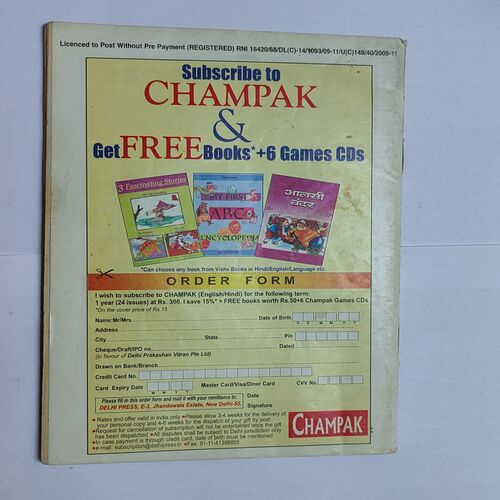 Licenced to Post Without Pre Payment (REGISTERED) RNI 16420/68/DL(C)-14/1093/09-11/U(C)148/40/2009-11
Subscribe to
CHAMPAK
&
Get FREE Books*+6 Games CDs
3 Fascinating Stories
MY FIRST
ABC
ENCYCLOPEDIA
आलसी
बंदर
*Can choose any book from Vishv Books in Hindi/English/Language etc.
ORDER FORM
I wish to subscribe to CHAMPAK (English/Hindi) for the following term:
1 year (24 issues) at Rs. 300. I save 15%* + FREE books worth Rs.50+6 Champak Games CDs
*On the cover price of Rs.15
Name:Mr/Mrs
Date of Birth
D D M M Y Y
Address
City
State
Pin
Cheque/Draft/IPO no.
Dated
(in favour of Delhi Prakashan Vitran Pte Ltd)
Drawn on Bank/Branch
Credit Card No.
Card Expiry Date
M M Y Y
Master Card/Visa/Diner Card
CVV No.
Please fill in this order form and mail it with your remittance to:
DELHI PRESS, E-3, Jhandewala Estate, New Delhi-55.
Date
Signature
Rates and offer valid in India only Please allow 3-4 weeks for the delivery of
your personal copy and 4-6 weeks for the dispatch of your gift by post
Request for cancellation of subscription will not be entertained once the gift
has been dispatched All disputes shall be subject to Delhi jurisdiction only
In case payment is through credit card, date of birth must be mentioned
e-mail: subscription@delhipress.in Fax: 91-11-41398855
CHAMPAK